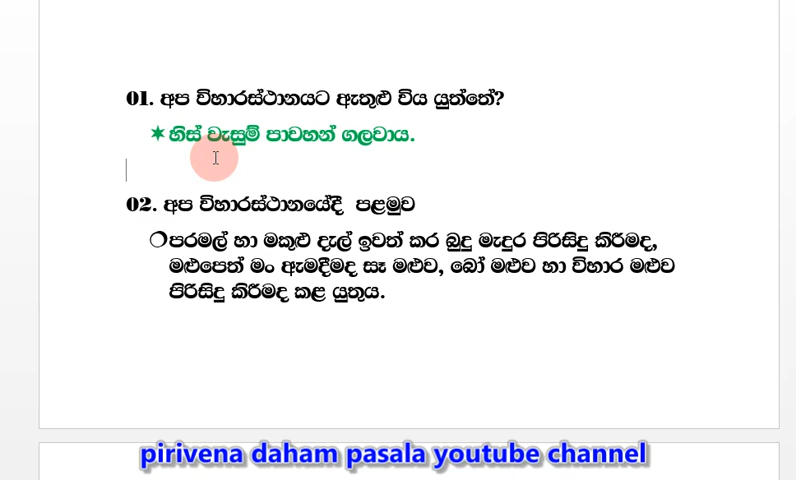 01. අප විහාරස්ථානයට ඇතුළු විය යුත්තේ?
✶ හිස් වැසුම් පාවහන් ගලවාය.
02. අප විහාරස්ථානයේදී පළමුව
❍ පරමල් හා මකුළු දැල් ඉවත් කර බුදු මැදුර පිරිසිදු කිරීමද,
මළුපෙත් මං ඇමදීමද සෑ මළුව, බෝ මළුව හා විහාර මළුව
පිරිසිදු කිරීමද කළ යුතුය.
pirivena daham pasala youtube channel